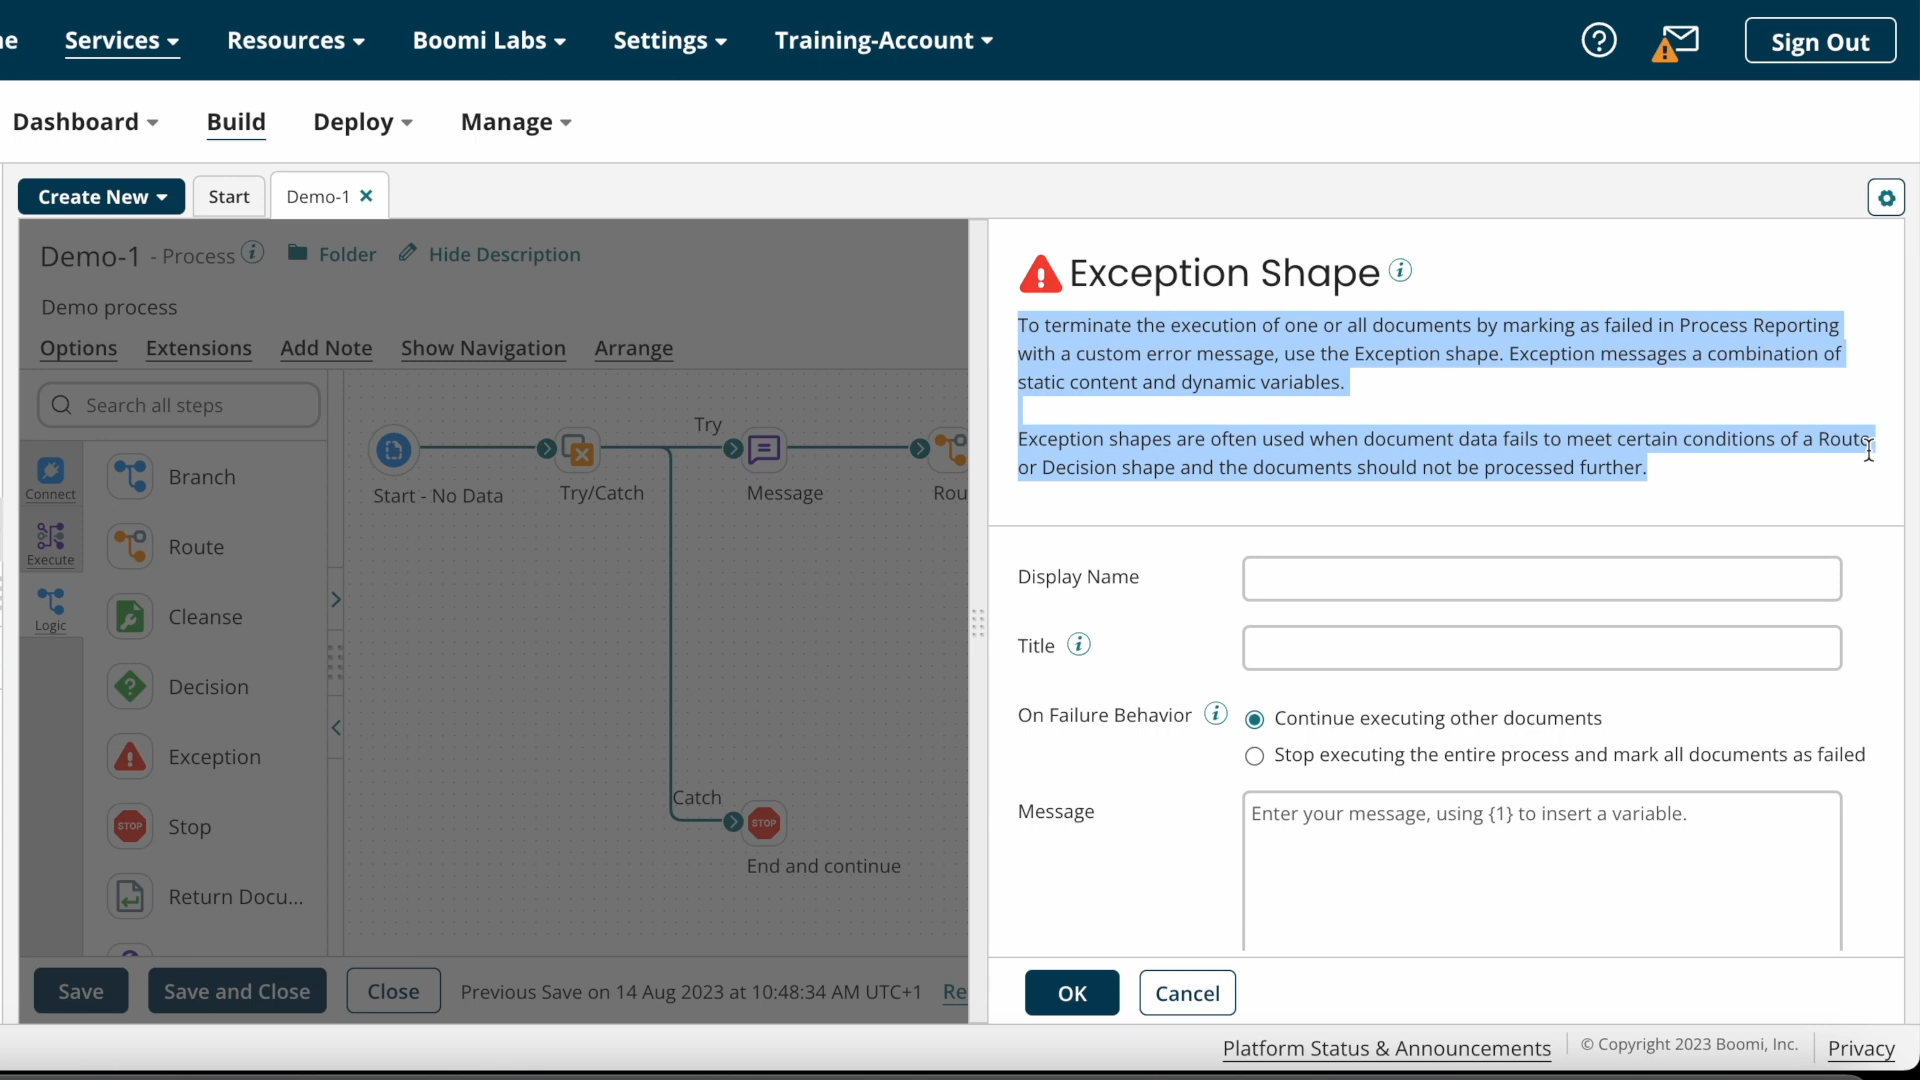 Services
Resources
Boomi Labs
Settings
Training-Account
Sign Out
Dashboard
Build
Deploy
Manage
Create New
Start
Demo-1
Demo-1 - Process
Folder
Hide Description
Demo process
Options
Extensions
Add Note
Show Navigation
Arrange
Search all steps
Connect
Execute
Logic
Branch
Route
Cleanse
Decision
Exception
Stop
STOP
Return Docu...
Start - No Data
Try/Catch
Try
Message
Rou
Catch
STOP
End and continue
Save
Save and Close
Close
Previous Save on 14 Aug 2023 at 10:48:34 AM UTC+1
Re
Exception Shape
To terminate the execution of one or all documents by marking as failed in Process Reporting
with a custom error message, use the Exception shape. Exception messages a combination of
static content and dynamic variables.
Exception shapes are often used when document data fails to meet certain conditions of a Route
or Decision shape and the documents should not be processed further.
Display Name
Title
On Failure Behavior
Continue executing other documents
Stop executing the entire process and mark all documents as failed
Message
Enter your message, using {1} to insert a variable.
OK
Cancel
Platform Status & Announcements
© Copyright 2023 Boomi, Inc.
Privacy